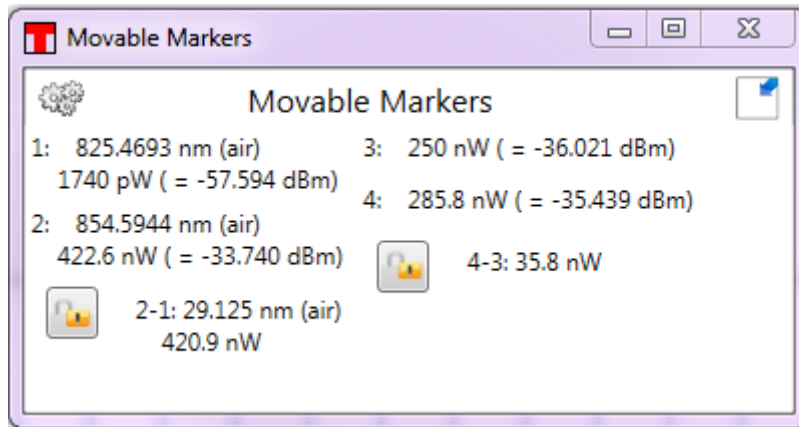 Movable Markers
Movable Markers
1: 825.4693 nm (air)
1740 pW ( = -57.594 dBm)
2: 854.5944 nm (air)
422.6 nW ( = -33.740 dBm)
2-1: 29.125 nm (air)
420.9 nW
3: 250 nW ( = -36.021 dBm)
4: 285.8 nW ( = -35.439 dBm)
4-3: 35.8 nW